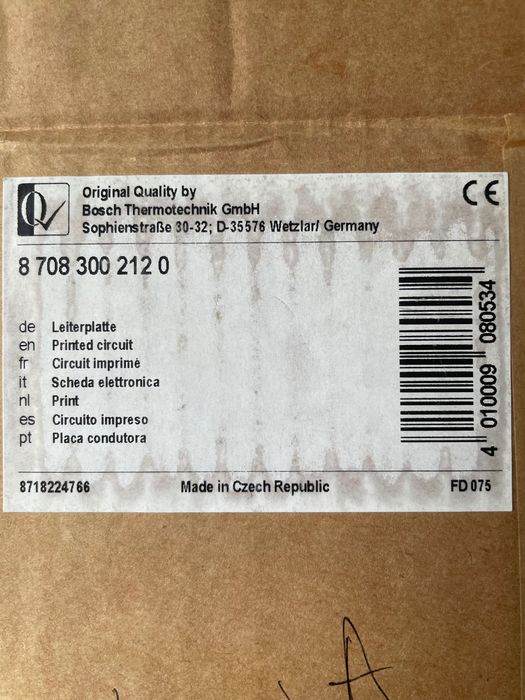 Original Quality by
Bosch Thermotechnik GmbH
Sophienstraße 30-32; D-35576 Wetzlar/ Germany
CE
8 708 300 212 0
de Leiterplatte
en Printed circuit
fr Circuit imprimé
it Scheda elettronica
nl Print
es Circuito impreso
pt Placa condutora
4 010009 080534
8718224766 Made in Czech Republic FD 075